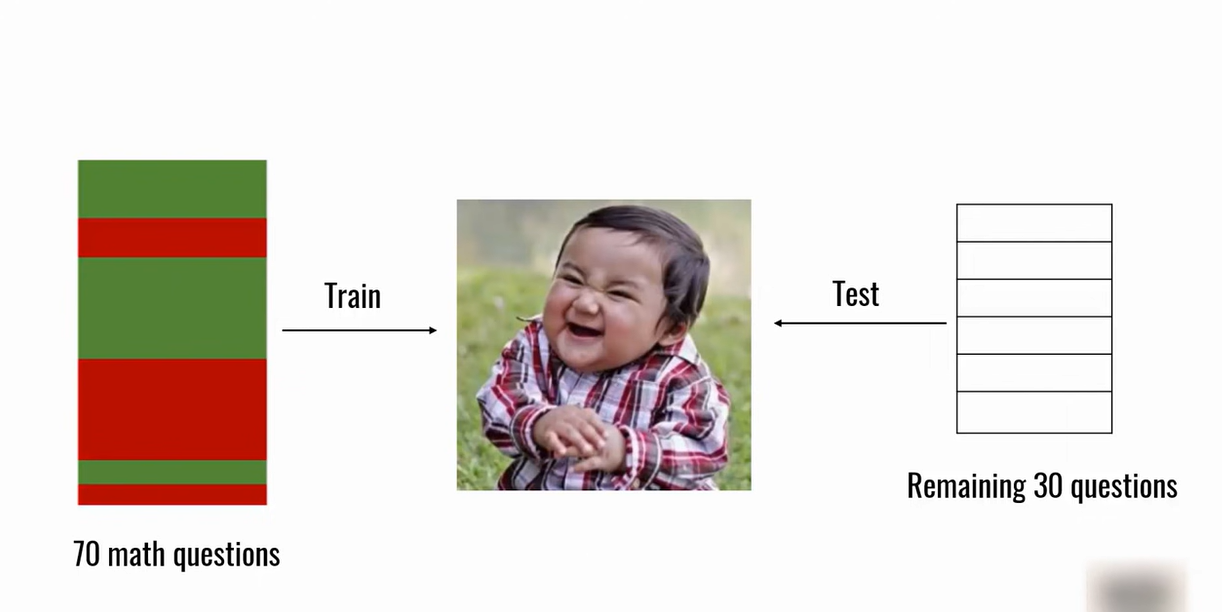 Train
Test
Remaining 30 questions
70 math questions